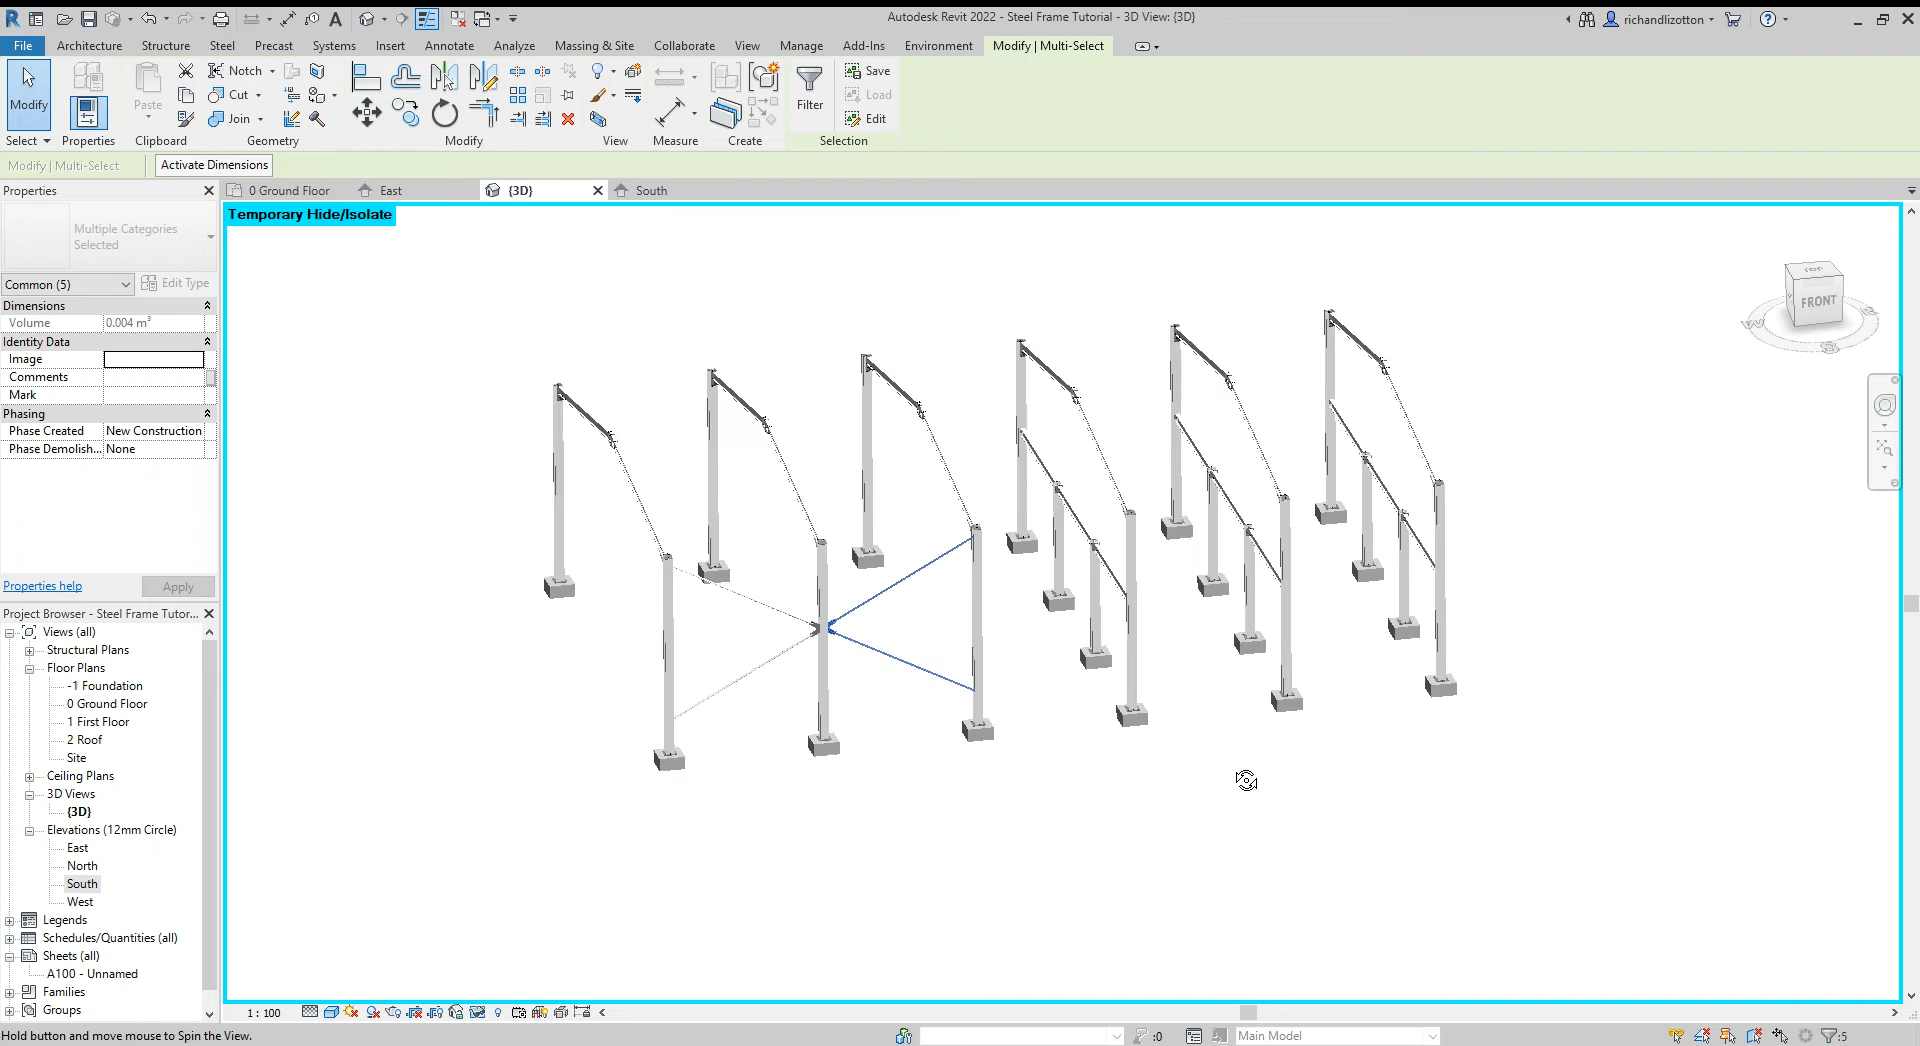 Autodesk Revit 2022 - Steel Frame Tutorial - 3D View: {3D}
richandlizotton
File Architecture Structure Steel Precast Systems Insert Annotate Analyze Massing & Site Collaborate View Manage Add-Ins Environment Modify | Multi-Select
Modify
Paste
Notch
Cut
Join
Filter
Save
Load
Edit
Select Properties Clipboard Geometry Modify View Measure Create Selection
Modify | Multi-Select Activate Dimensions
Properties
0 Ground Floor East {3D} South
Temporary Hide/Isolate
Multiple Categories
Selected
Common (5) Edit Type
Dimensions
Volume 0.004 m³
Identity Data
Image
Comments
Mark
Phasing
Phase Created New Construction
Phase Demolish... None
TOP
FRONT
Properties help Apply
Project Browser - Steel Frame Tutor...
Views (all)
Structural Plans
Floor Plans
-1 Foundation
0 Ground Floor
1 First Floor
2 Roof
Site
Ceiling Plans
3D Views
{3D}
Elevations (12mm Circle)
East
North
South
West
Legends
Schedules/Quantities (all)
Sheets (all)
A100 - Unnamed
Families
Groups
1 : 100
Hold button and move mouse to Spin the View.
:0
Main Model
:5